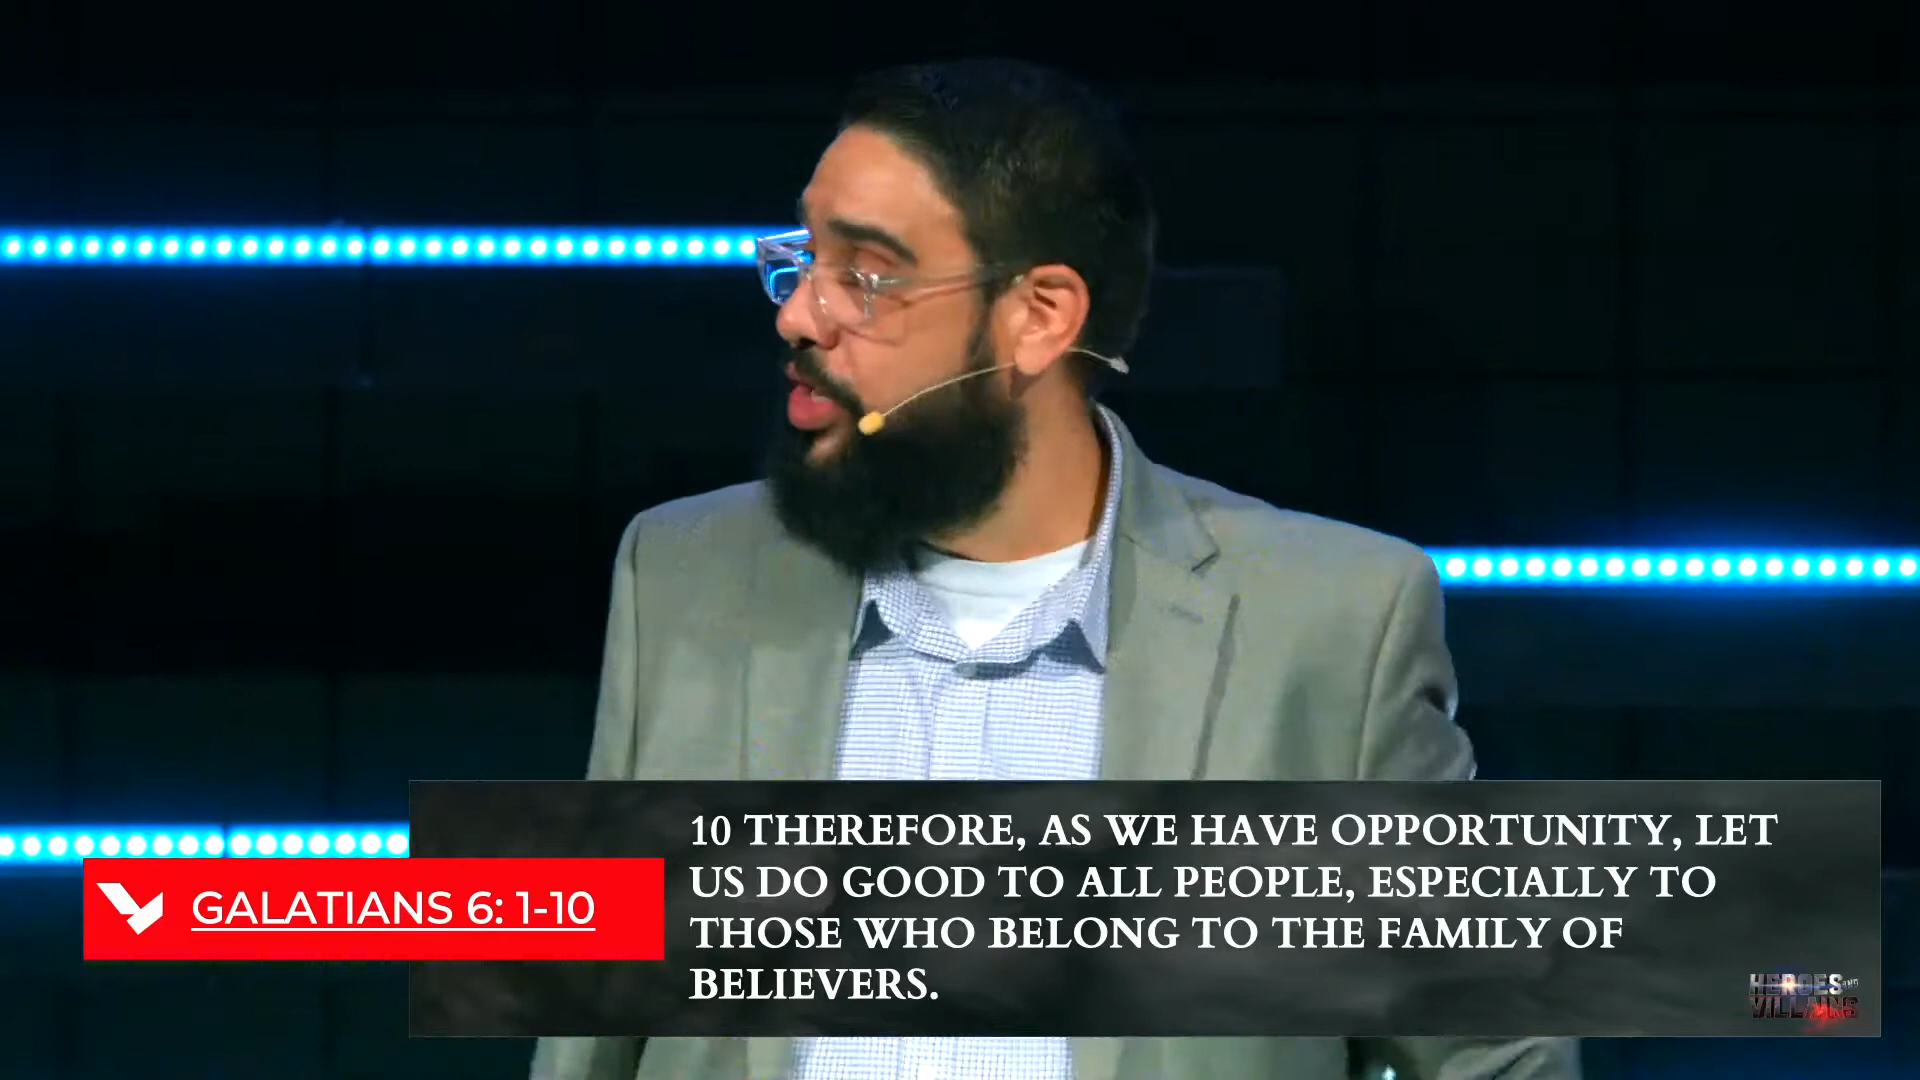 10 THEREFORE, AS WE HAVE OPPORTUNITY, LET
US DO GOOD TO ALL PEOPLE, ESPECIALLY TO
THOSE WHO BELONG TO THE FAMILY OF
BELIEVERS.
GALATIANS 6: 1-10
HEROES AND
VILLAINS